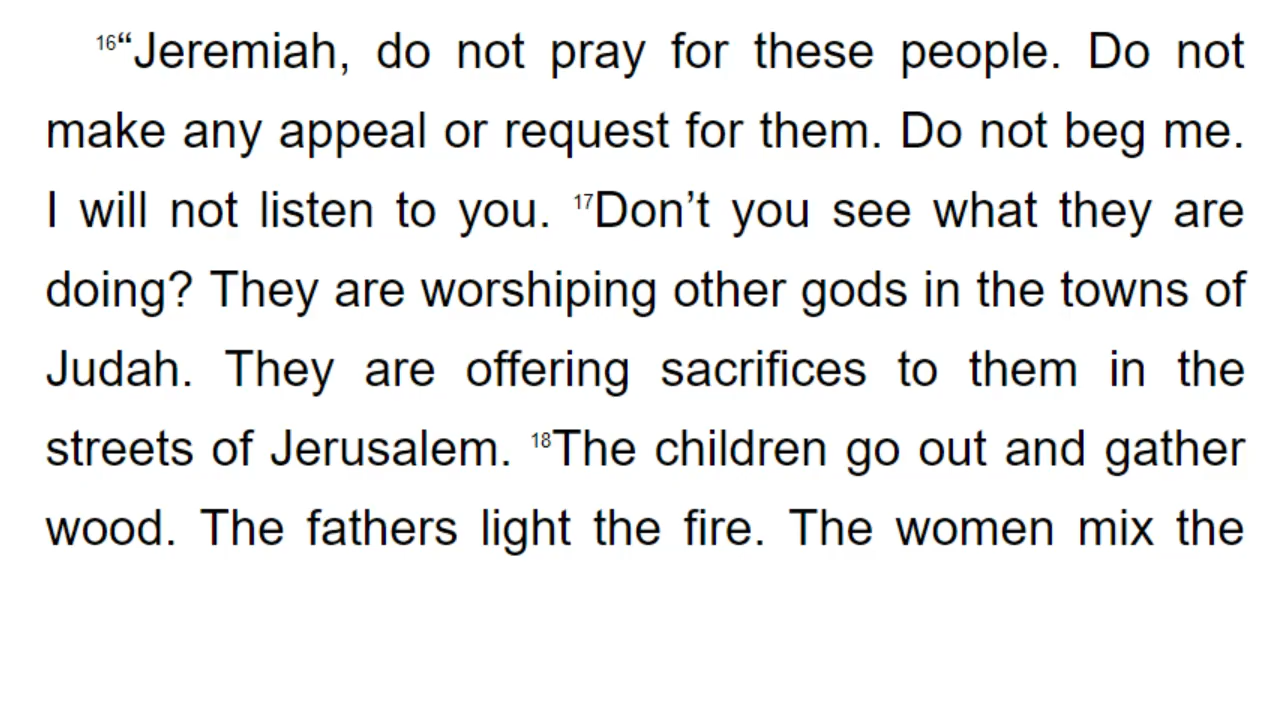 16“Jeremiah, do not pray for these people. Do not
make any appeal or request for them. Do not beg me.
I will not listen to you. 17Don’t you see what they are
doing? They are worshiping other gods in the towns of
Judah. They are offering sacrifices to them in the
streets of Jerusalem. 18The children go out and gather
wood. The fathers light the fire. The women mix the